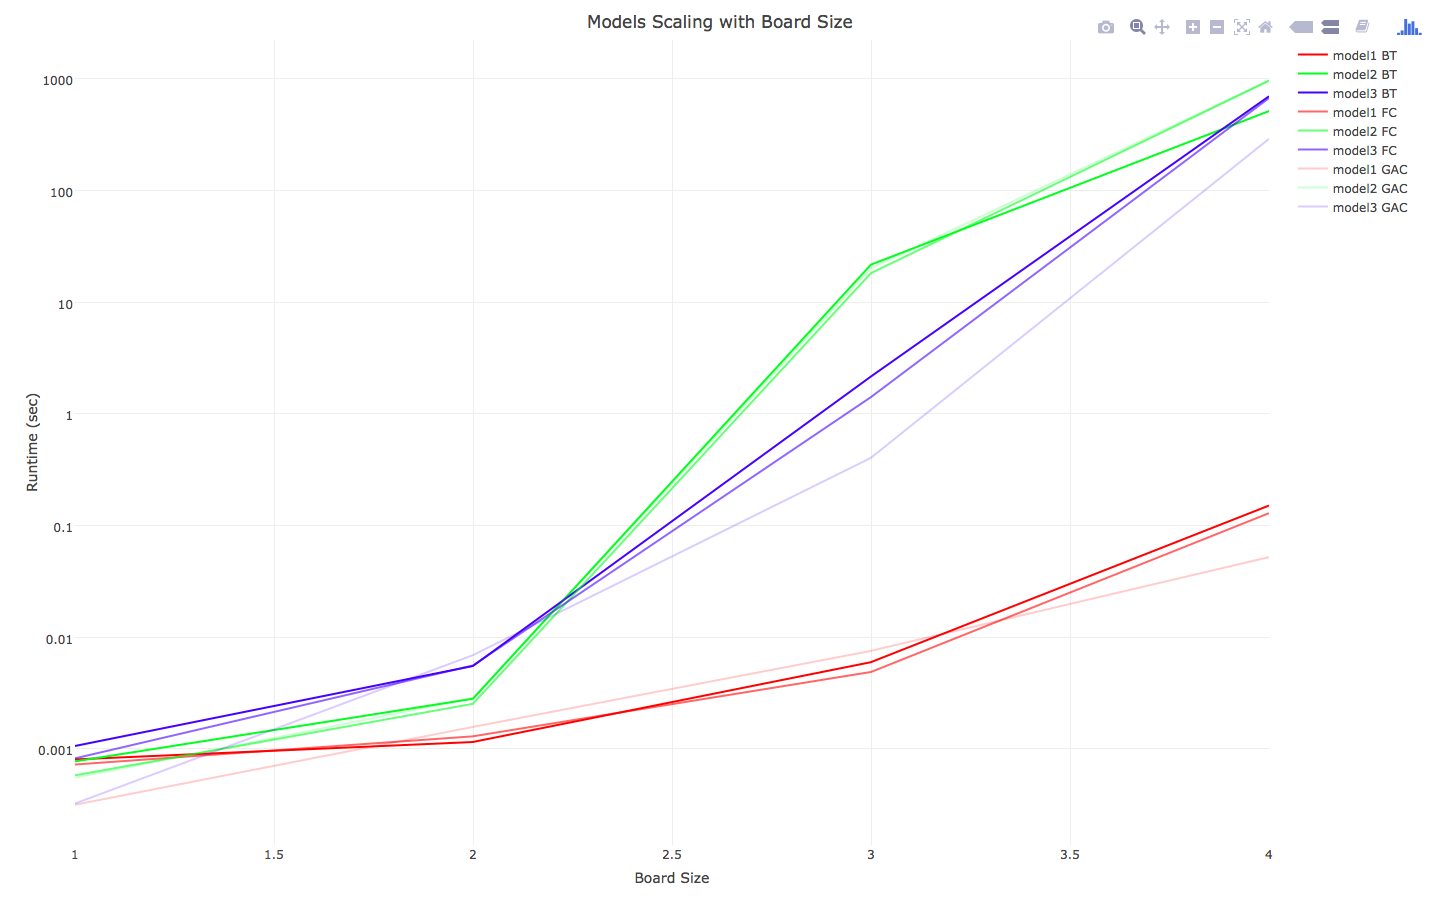 Models Scaling with Board Size
model1 BT
model2 BT
model3 BT
model1 FC
model2 FC
model3 FC
model1 GAC
model2 GAC
model3 GAC
Runtime (sec)
1000
100
10
1
0.1
0.01
0.001
1
1.5
2
2.5
3
3.5
4
Board Size